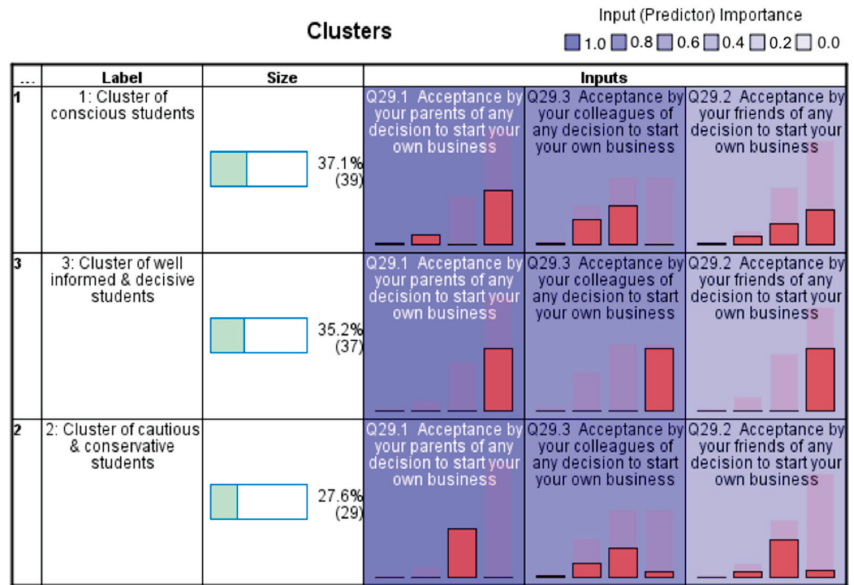 Clusters
Input (Predictor) Importance
1.0 0.8 0.6 0.4 0.2 0.0
... Label Size Inputs
1
1: Cluster of
conscious students
37.1%
(39)
Q29.1 Acceptance by
your parents of any
decision to start your
own business
Q29.3 Acceptance by
your colleagues of
any decision to start
your own business
Q29.2 Acceptance by
your friends of any
decision to start your
own business
3
3: Cluster of well
informed & decisive
students
35.2%
(37)
Q29.1 Acceptance by
your parents of any
decision to start your
own business
Q29.3 Acceptance by
your colleagues of
any decision to start
your own business
Q29.2 Acceptance by
your friends of any
decision to start your
own business
2
2: Cluster of cautious
& conservative
students
27.6%
(29)
Q29.1 Acceptance by
your parents of any
decision to start your
own business
Q29.3 Acceptance by
your colleagues of
any decision to start
your own business
Q29.2 Acceptance by
your friends of any
decision to start your
own business